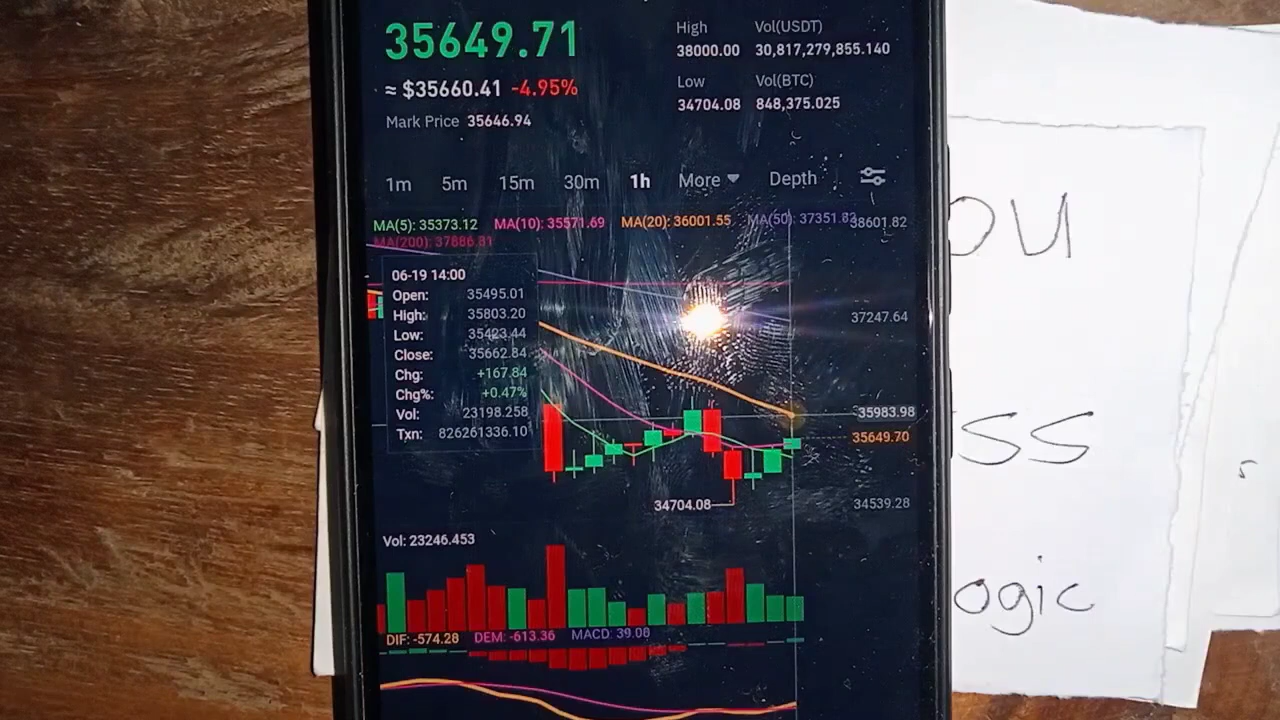 35649.71
≈ $35660.41 -4.95%
Mark Price 35646.94
High
38000.00
Low
34704.08
Vol(USDT)
30,817,279,855.140
Vol(BTC)
848,375.025
1m 5m 15m 30m 1h More Depth
MA(5): 35373.12 MA(10): 35571.69 MA(20): 36001.55 MA(50): 37351.82
MA(200): 37886.81
38601.82
06-19 14:00
Open: 35495.01
High: 35803.20
Low: 35423.44
Close: 35662.84
Chg: +167.84
Chg%: +0.47%
Vol: 23198.258
Txn: 826261336.10
37247.64
35983.98
35649.70
34704.08
34539.28
Vol: 23246.453
DIF: -574.28 DEM: -613.36 MACD: 39.08
OU
SS
ogic